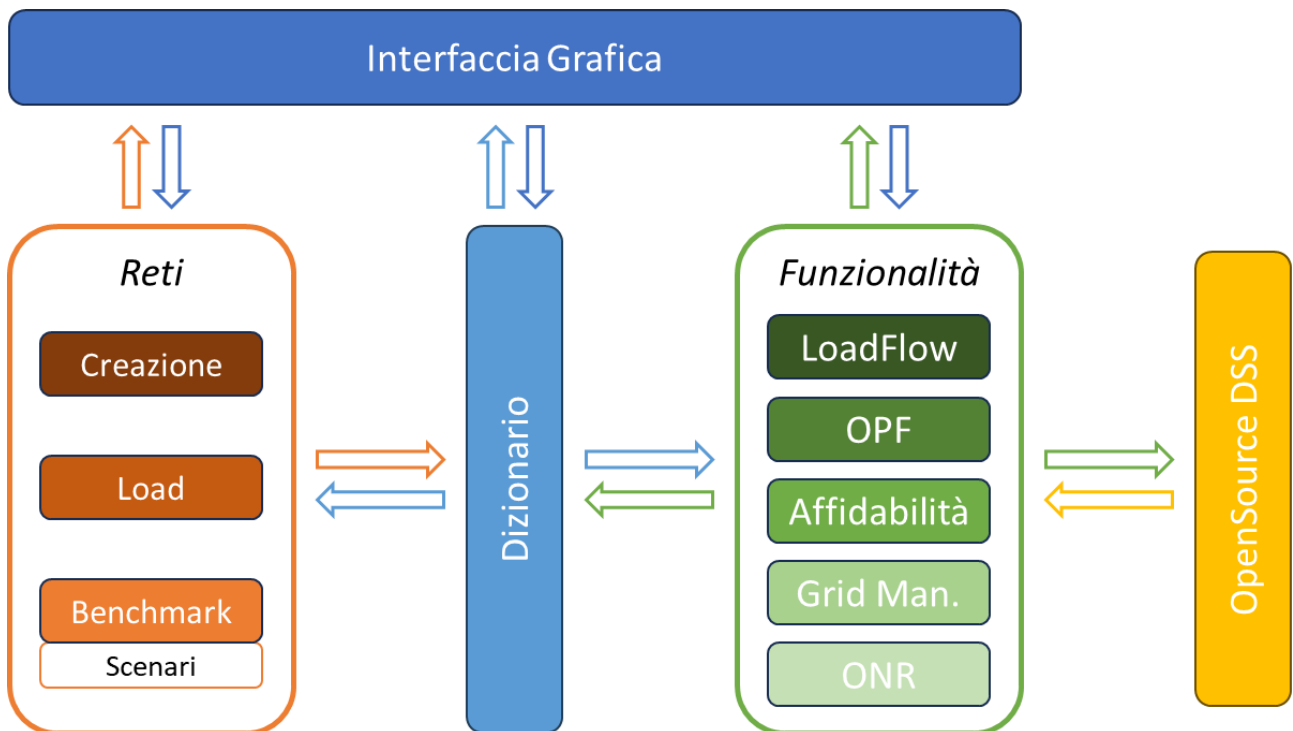 Interfaccia Grafica
Reti
Creazione
Load
Benchmark
Scenari
Dizionario
Funzionalità
LoadFlow
OPF
Affidabilità
Grid Man.
ONR
OpenSource DSS